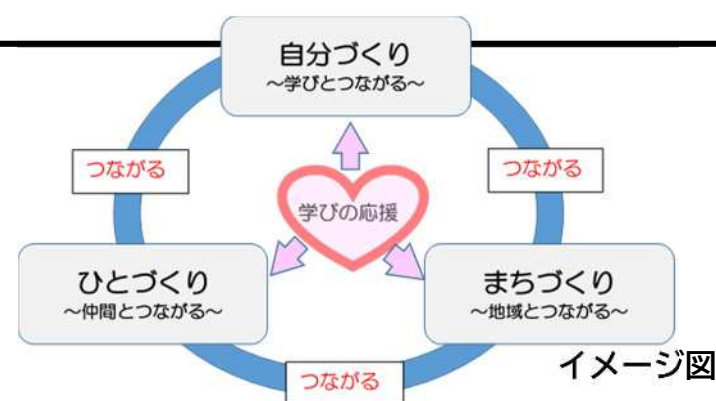 自分づくり
～学びとつながる～
つながる
つながる
学びの応援
ひとづくり
～仲間とつながる～
まちづくり
～地域とつながる～
つながる
イメージ図